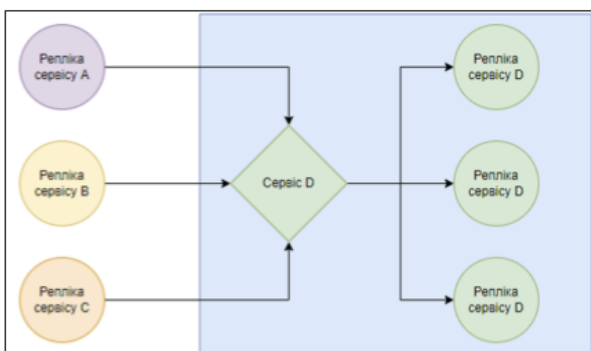 Репліка
сервісу A
Репліка
сервісу B
Репліка
сервісу C
Сервіс D
Репліка
сервісу D
Репліка
сервісу D
Репліка
сервісу D